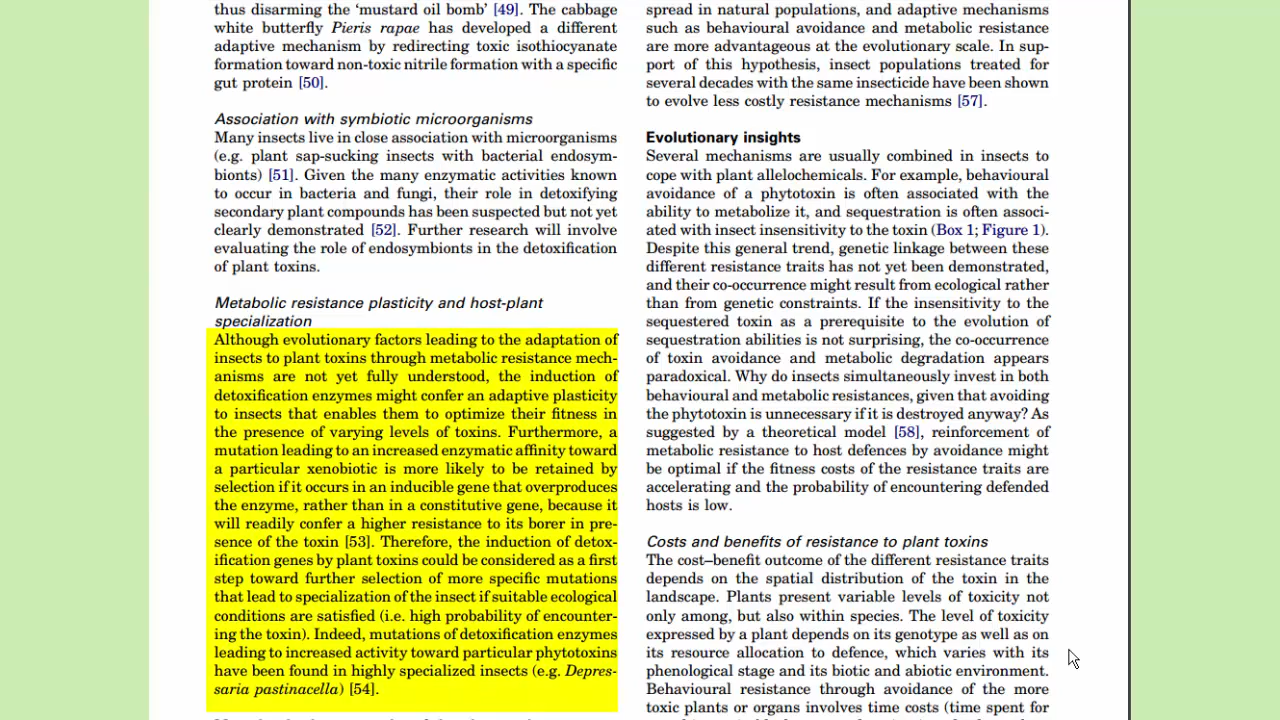 thus disarming the 'mustard oil bomb' [49]. The cabbage
white butterfly Pieris rapae has developed a different
adaptive mechanism by redirecting toxic isothiocyanate
formation toward non-toxic nitrile formation with a specific
gut protein [50].
Association with symbiotic microorganisms
Many insects live in close association with microorganisms
(e.g. plant sap-sucking insects with bacterial endosym-
bionts) [51]. Given the many enzymatic activities known
to occur in bacteria and fungi, their role in detoxifying
secondary plant compounds has been suspected but not yet
clearly demonstrated [52]. Further research will involve
evaluating the role of endosymbionts in the detoxification
of plant toxins.
Metabolic resistance plasticity and host-plant
specialization
Although evolutionary factors leading to the adaptation of
insects to plant toxins through metabolic resistance mech-
anisms are not yet fully understood, the induction of
detoxification enzymes might confer an adaptive plasticity
to insects that enables them to optimize their fitness in
the presence of varying levels of toxins. Furthermore, a
mutation leading to an increased enzymatic affinity toward
a particular xenobiotic is more likely to be retained by
selection if it occurs in an inducible gene that overproduces
the enzyme, rather than in a constitutive gene, because it
will readily confer a higher resistance to its borer in pre-
sence of the toxin [53]. Therefore, the induction of detox-
ification genes by plant toxins could be considered as a first
step toward further selection of more specific mutations
that lead to specialization of the insect if suitable ecological
conditions are satisfied (i.e. high probability of encounter-
ing the toxin). Indeed, mutations of detoxification enzymes
leading to increased activity toward particular phytotoxins
have been found in highly specialized insects (e.g. Depres-
saria pastinacella) [54].
spread in natural populations, and adaptive mechanisms
such as behavioural avoidance and metabolic resistance
are more advantageous at the evolutionary scale. In sup-
port of this hypothesis, insect populations treated for
several decades with the same insecticide have been shown
to evolve less costly resistance mechanisms [57].
Evolutionary insights
Several mechanisms are usually combined in insects to
cope with plant allelochemicals. For example, behavioural
avoidance of a phytotoxin is often associated with the
ability to metabolize it, and sequestration is often associ-
ated with insect insensitivity to the toxin (Box 1; Figure 1).
Despite this general trend, genetic linkage between these
different resistance traits has not yet been demonstrated,
and their co-occurrence might result from ecological rather
than from genetic constraints. If the insensitivity to the
sequestered toxin as a prerequisite to the evolution of
sequestration abilities is not surprising, the co-occurrence
of toxin avoidance and metabolic degradation appears
paradoxical. Why do insects simultaneously invest in both
behavioural and metabolic resistances, given that avoiding
the phytotoxin is unnecessary if it is destroyed anyway? As
suggested by a theoretical model [58], reinforcement of
metabolic resistance to host defences by avoidance might
be optimal if the fitness costs of the resistance traits are
accelerating and the probability of encountering defended
hosts is low.
Costs and benefits of resistance to plant toxins
The cost–benefit outcome of the different resistance traits
depends on the spatial distribution of the toxin in the
landscape. Plants present variable levels of toxicity not
only among, but also within species. The level of toxicity
expressed by a plant depends on its genotype as well as on
its resource allocation to defence, which varies with its
phenological stage and its biotic and abiotic environment.
Behavioural resistance through avoidance of the more
toxic plants or organs involves time costs (time spent for